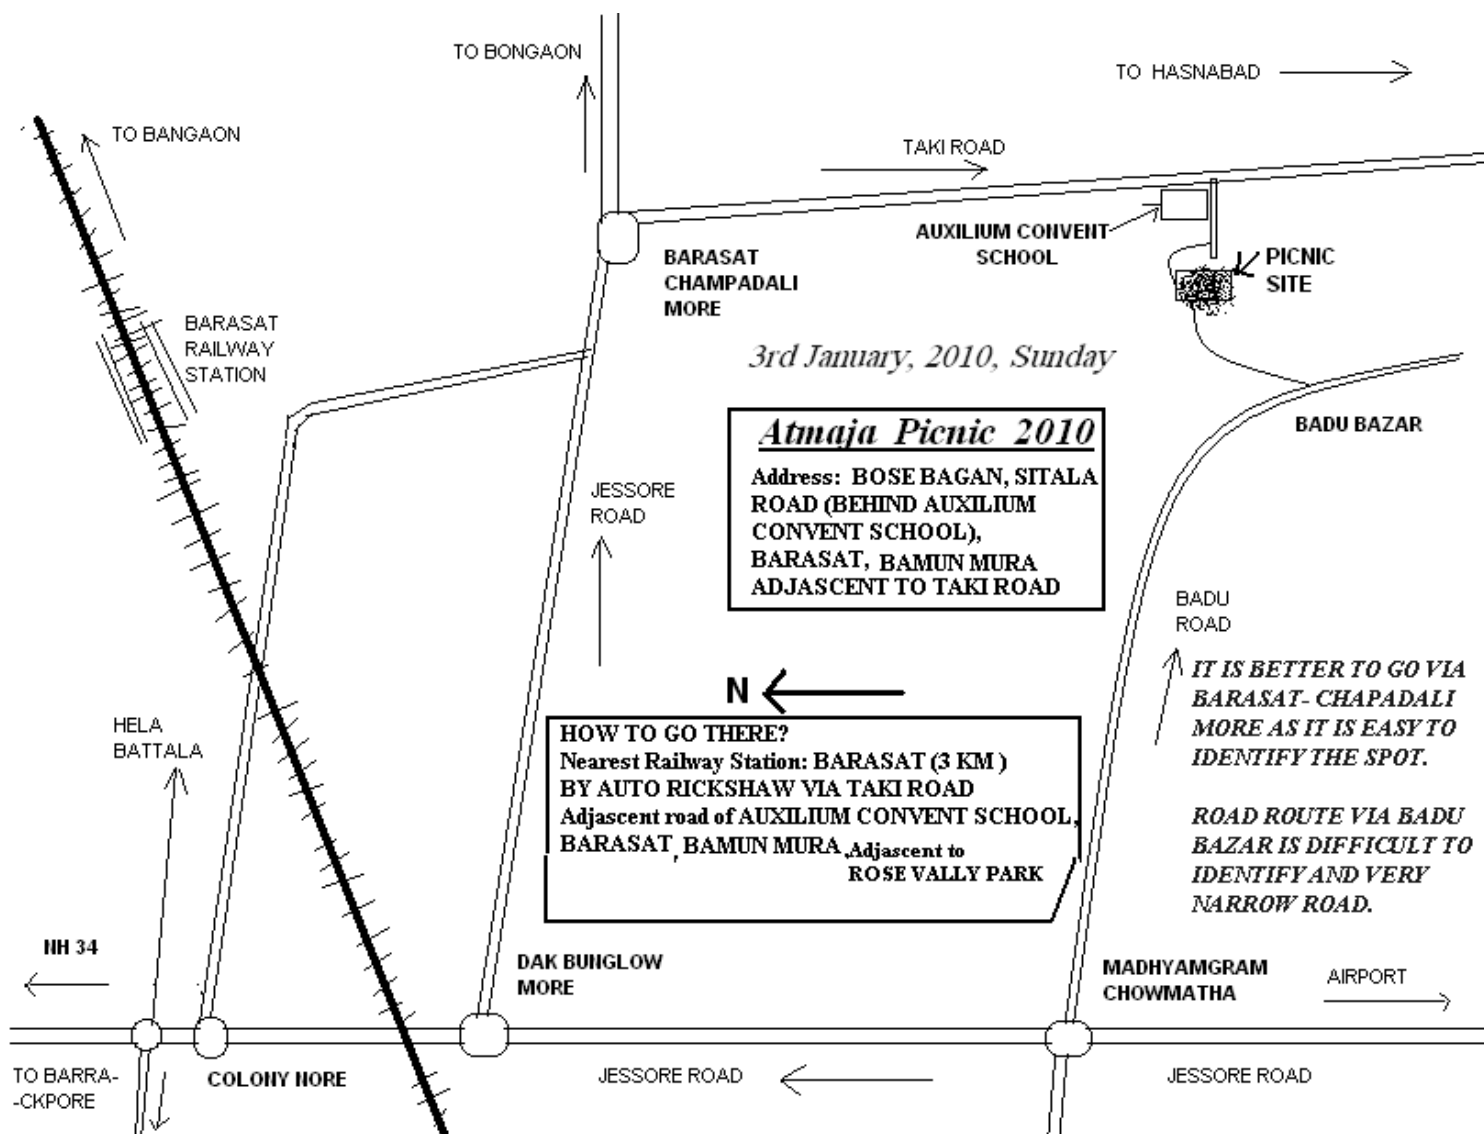 TO BONGAON
TO HASNABAD
TO BANGAON
TAKI ROAD
AUXILIUM CONVENT
SCHOOL
PICNIC
SITE
BARASAT
CHAMPADALI
MORE
BARASAT
RAILWAY
STATION
3rd January, 2010, Sunday
BADU BAZAR
Atmaja Picnic 2010
Address: BOSE BAGAN, SITALA
ROAD (BEHIND AUXILIUM
CONVENT SCHOOL),
BARASAT, BAMUN MURA
ADJASCENT TO TAKI ROAD
JESSORE
ROAD
BADU
ROAD
N
IT IS BETTER TO GO VIA
BARASAT- CHAPADALI
MORE AS IT IS EASY TO
IDENTIFY THE SPOT.
ROAD ROUTE VIA BADU
BAZAR IS DIFFICULT TO
IDENTIFY AND VERY
NARROW ROAD.
HELA
BATTALA
HOW TO GO THERE?
Nearest Railway Station: BARASAT (3 KM )
BY AUTO RICKSHAW VIA TAKI ROAD
Adjascent road of AUXILIUM CONVENT SCHOOL,
BARASAT, BAMUN MURA, Adjascent to
ROSE VALLY PARK
NH 34
DAK BUNGLOW
MORE
MADHYAMGRAM
CHOWMATHA
AIRPORT
TO BARRA-
-CKPORE
COLONY NORE
JESSORE ROAD
JESSORE ROAD